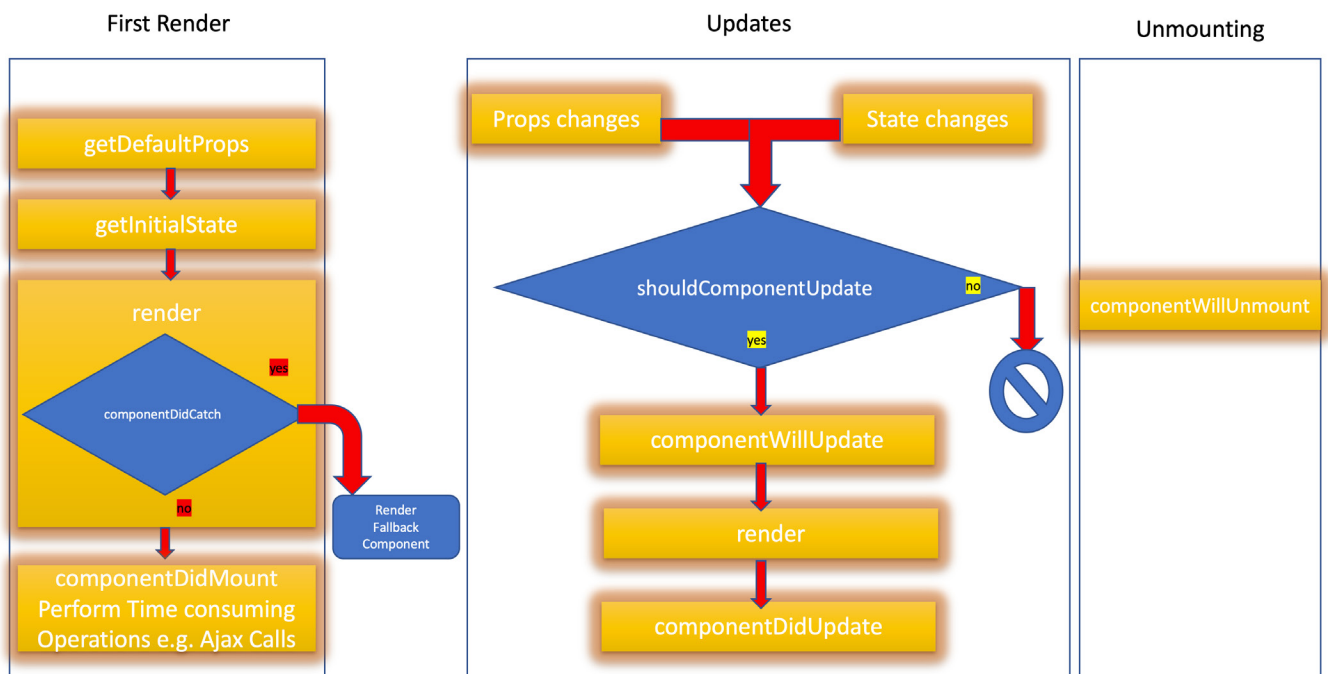 First Render
getDefaultProps
getInitialState
render
yes
componentDidCatch
no
Render
Fallback
Component
componentDidMount
Perform Time consuming
Operations e.g. Ajax Calls
Updates
Props changes
State changes
shouldComponentUpdate
no
yes
componentWillUpdate
render
componentDidUpdate
Unmounting
componentWillUnmount